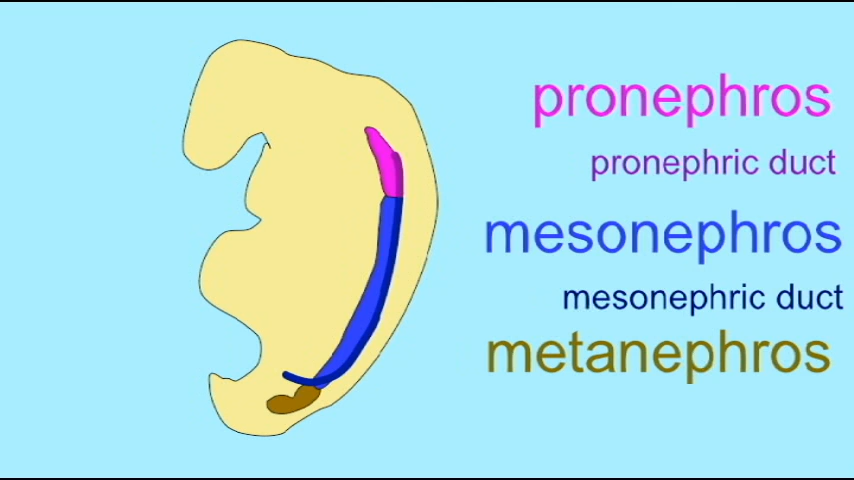 pronephros
pronephric duct
mesonephros
mesonephric duct
metanephros